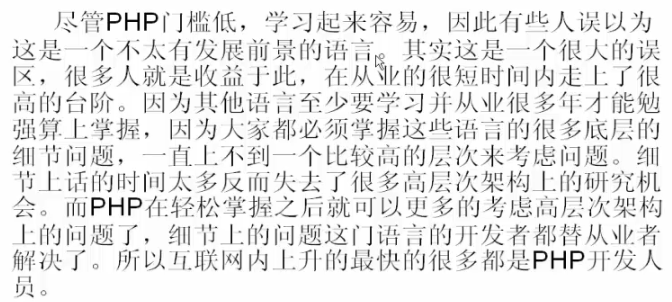 尽管PHP门槛低，学习起来容易，因此有些人误以为
这是一个不太有发展前景的语言。其实这是一个很大的误
区，很多人就是收益于此，在从业的很短时间内走上了很
高的台阶。因为其他语言至少要学习并从业很多年才能勉
强算上掌握，因为大家都必须掌握这些语言的很多底层的
细节问题，一直上不到一个比较高的层次来考虑问题。细
节上话的时间太多反而失去了很多高层次架构上的研究机
会。而PHP在轻松掌握之后就可以更多的考虑高层次架构
上的问题了，细节上的问题这门语言的开发者都替从业者
解决了。所以互联网内上升的最快的很多都是PHP开发人
员。